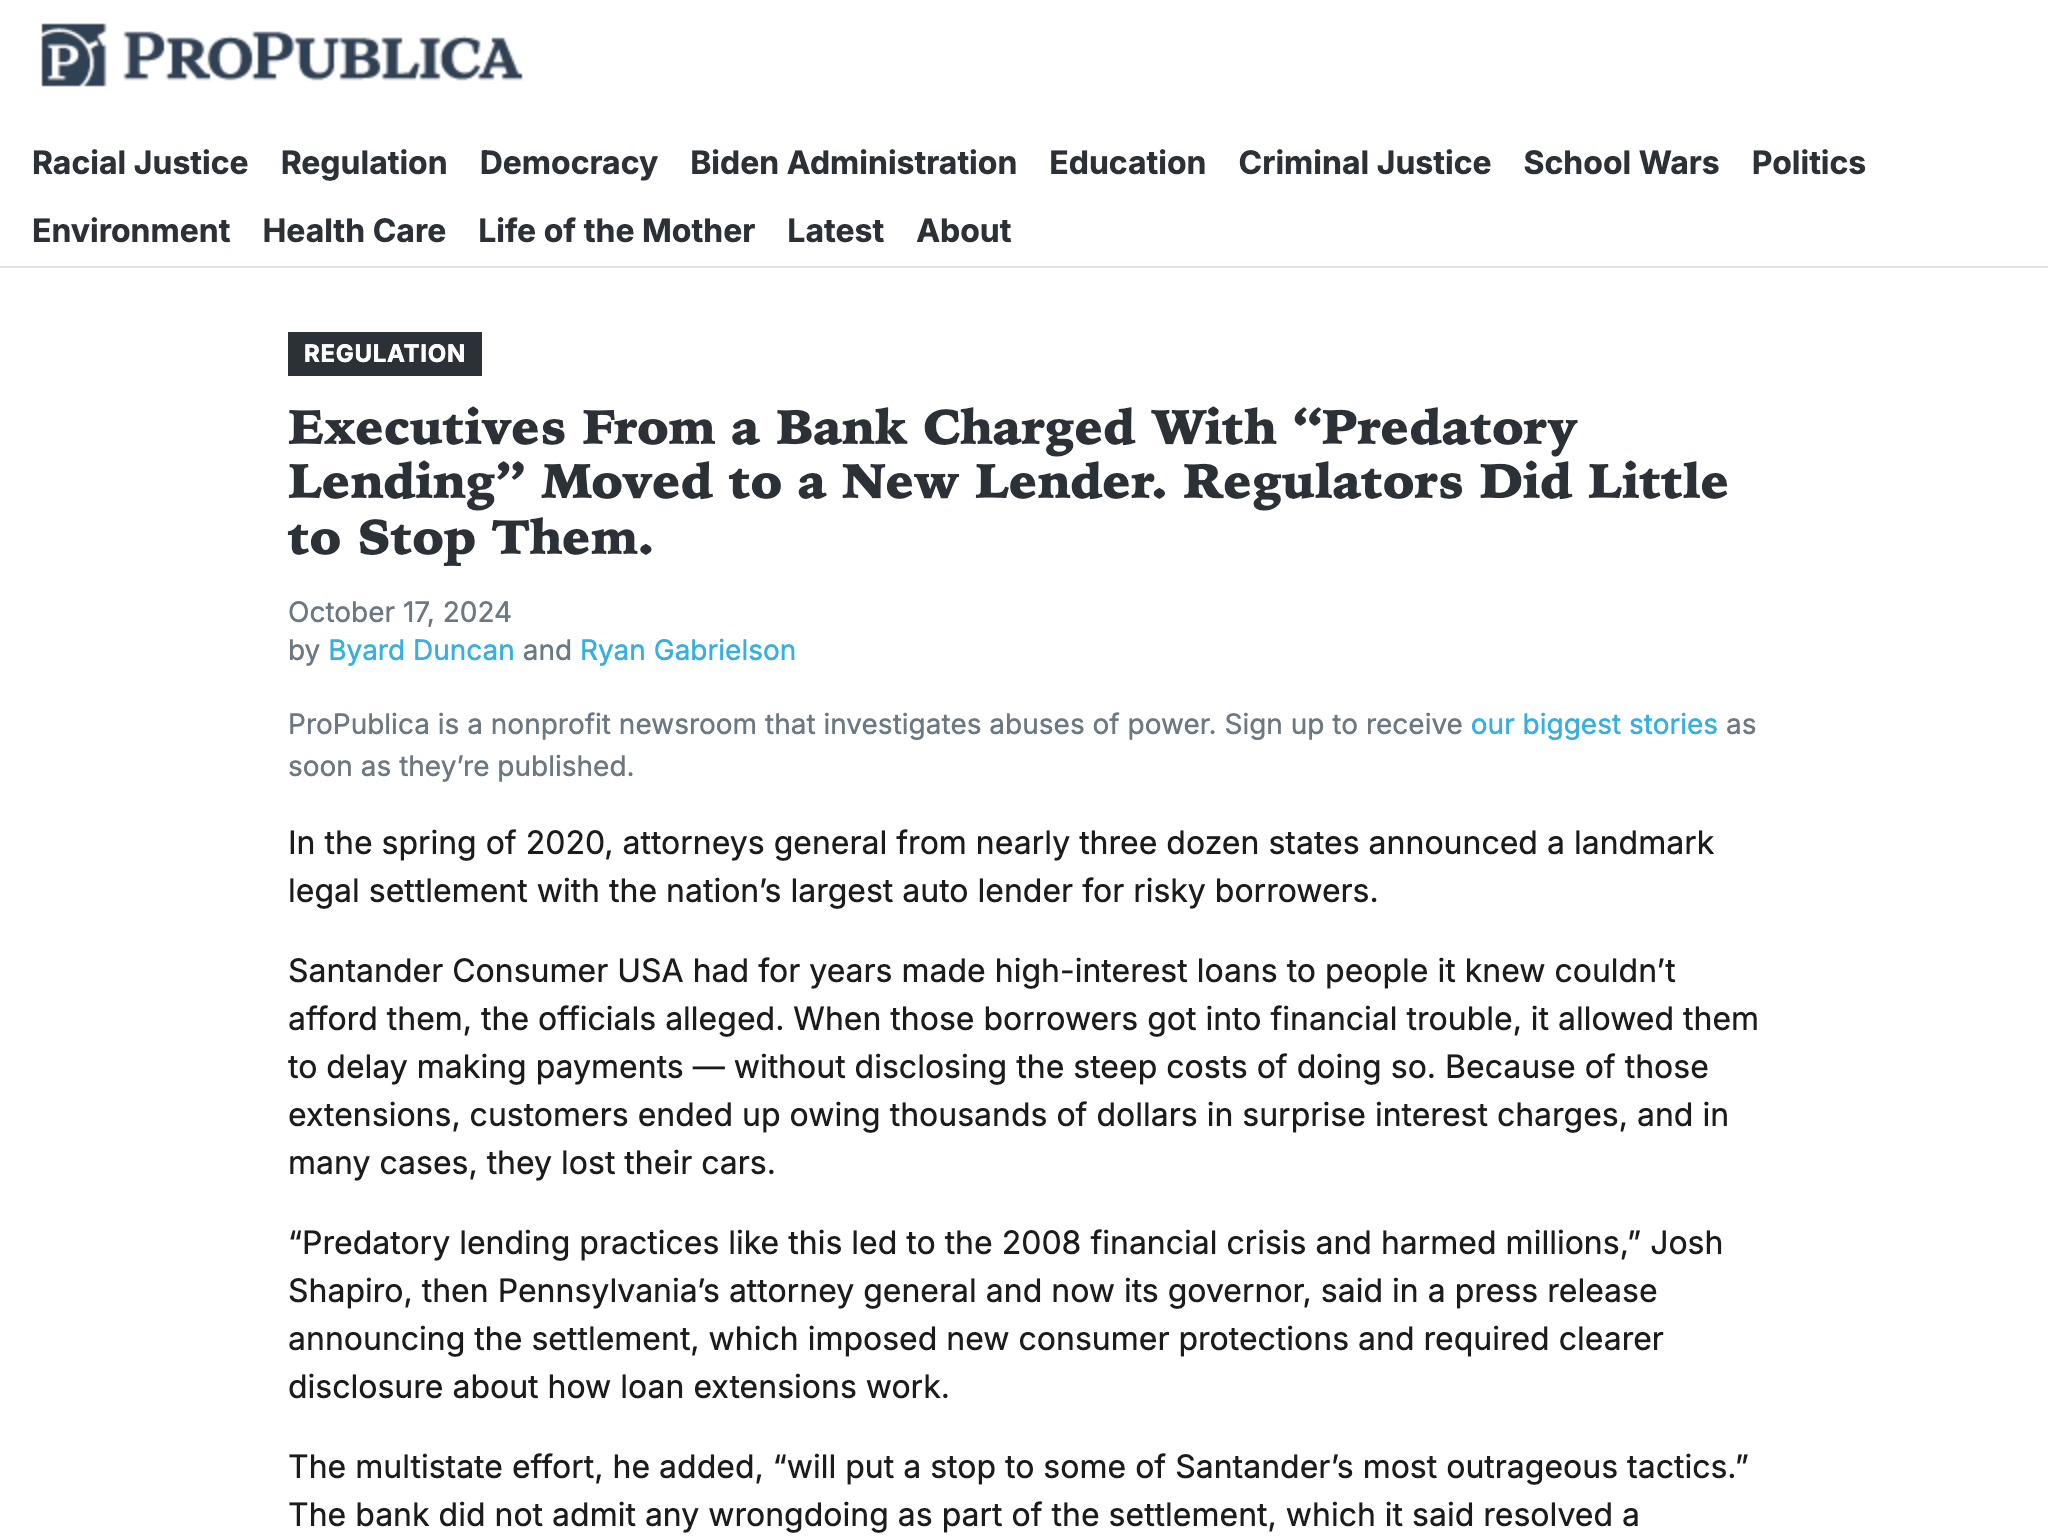 PROPUBLICA
Racial Justice Regulation Democracy Biden Administration Education Criminal Justice School Wars Politics
Environment Health Care Life of the Mother Latest About
REGULATION
Executives From a Bank Charged With “Predatory
Lending” Moved to a New Lender. Regulators Did Little
to Stop Them.
October 17, 2024
by Byard Duncan and Ryan Gabrielson
ProPublica is a nonprofit newsroom that investigates abuses of power. Sign up to receive our biggest stories as
soon as they’re published.
In the spring of 2020, attorneys general from nearly three dozen states announced a landmark
legal settlement with the nation’s largest auto lender for risky borrowers.
Santander Consumer USA had for years made high-interest loans to people it knew couldn’t
afford them, the officials alleged. When those borrowers got into financial trouble, it allowed them
to delay making payments — without disclosing the steep costs of doing so. Because of those
extensions, customers ended up owing thousands of dollars in surprise interest charges, and in
many cases, they lost their cars.
“Predatory lending practices like this led to the 2008 financial crisis and harmed millions,” Josh
Shapiro, then Pennsylvania’s attorney general and now its governor, said in a press release
announcing the settlement, which imposed new consumer protections and required clearer
disclosure about how loan extensions work.
The multistate effort, he added, “will put a stop to some of Santander’s most outrageous tactics.”
The bank did not admit any wrongdoing as part of the settlement, which it said resolved a